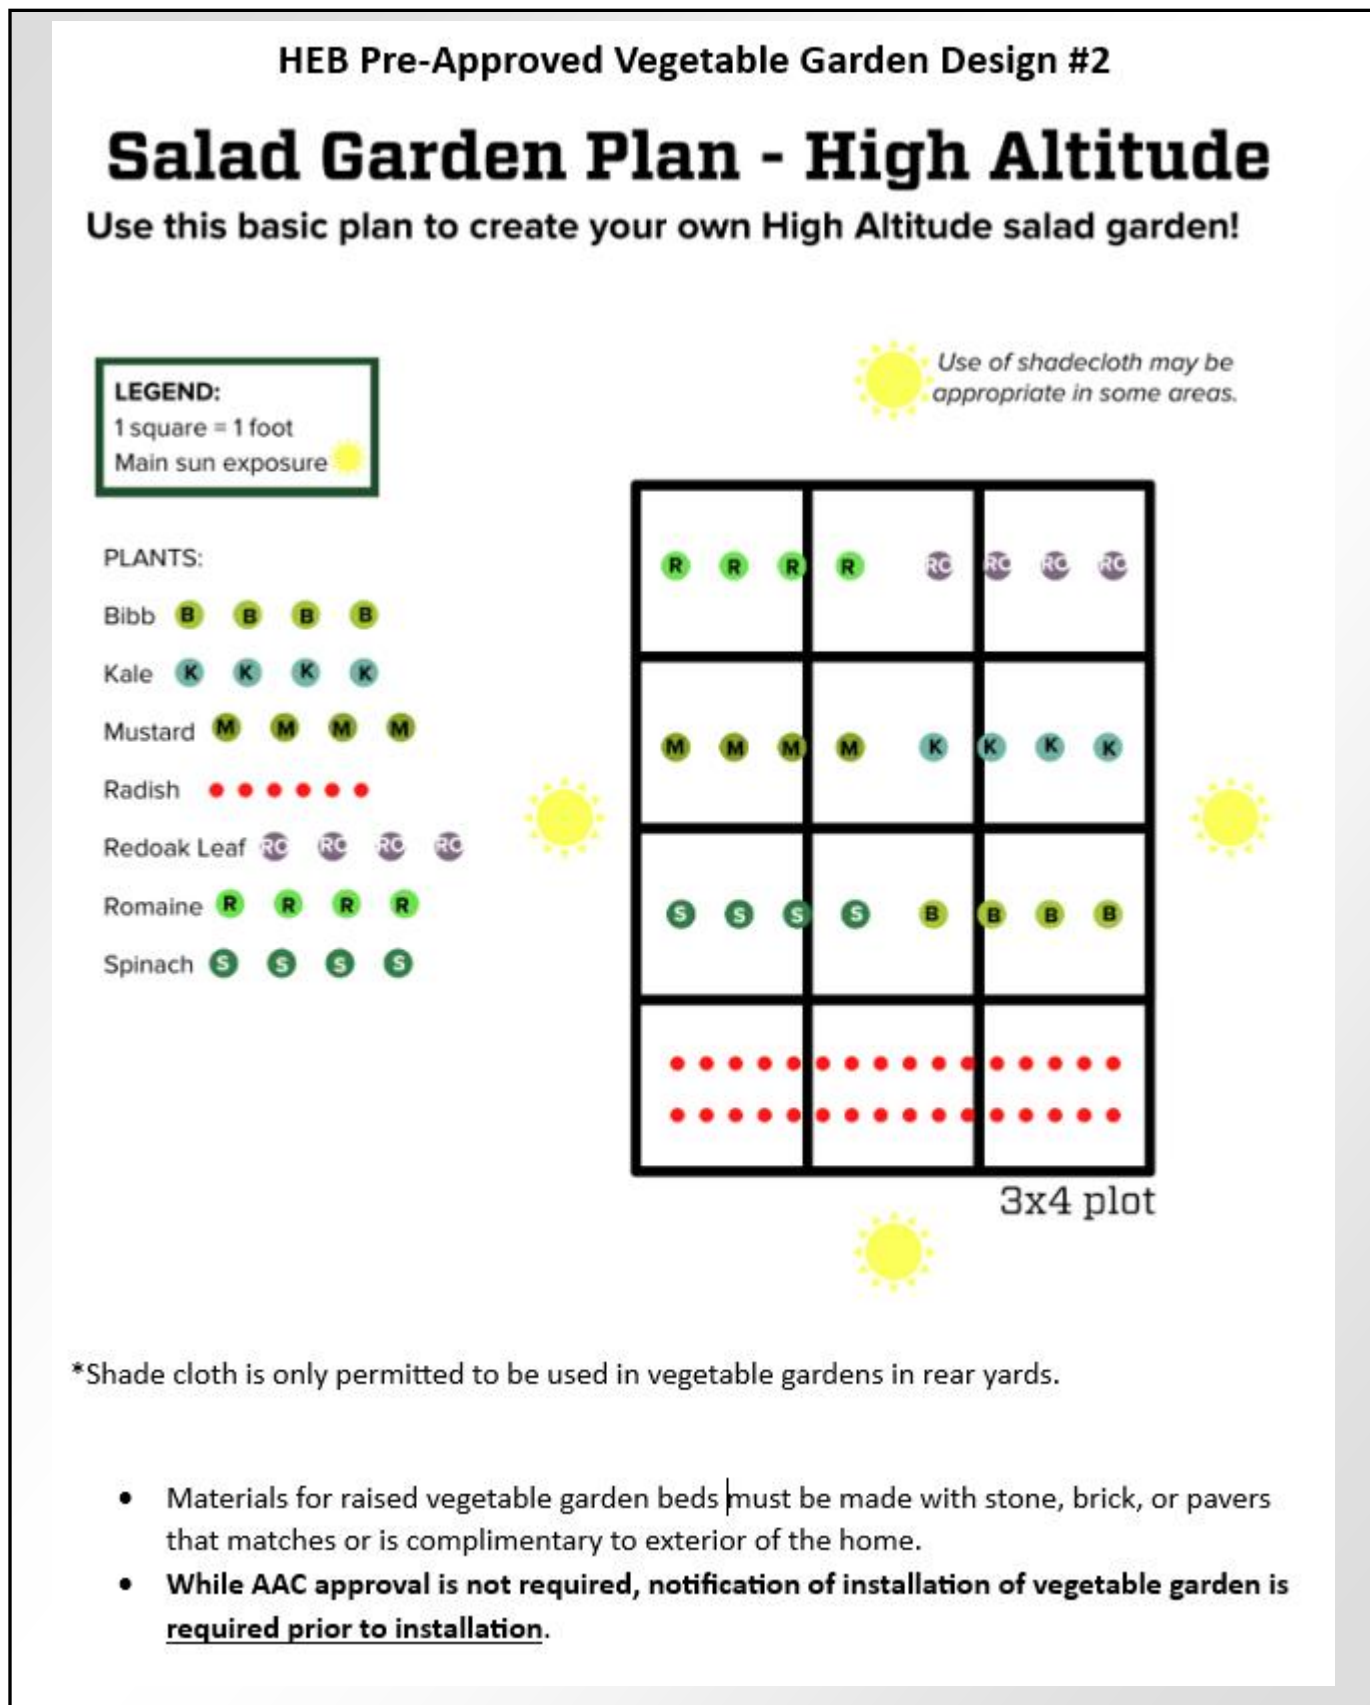 HEB Pre-Approved Vegetable Garden Design #2
Salad Garden Plan - High Altitude
Use this basic plan to create your own High Altitude salad garden!
Use of shadecloth may be
appropriate in some areas.
LEGEND:
1 square = 1 foot
Main sun exposure
PLANTS:
Bibb B B B B
Kale K K K K
Mustard M M M M
Radish
Redoak Leaf RO RO RO RO
Romaine R R R R
Spinach S S S S
R R R R RO RO RO RO
M M M M K K K K
S S S S B B B B
3x4 plot
*Shade cloth is only permitted to be used in vegetable gardens in rear yards.
• Materials for raised vegetable garden beds must be made with stone, brick, or pavers
that matches or is complimentary to exterior of the home.
• While AAC approval is not required, notification of installation of vegetable garden is
required prior to installation.